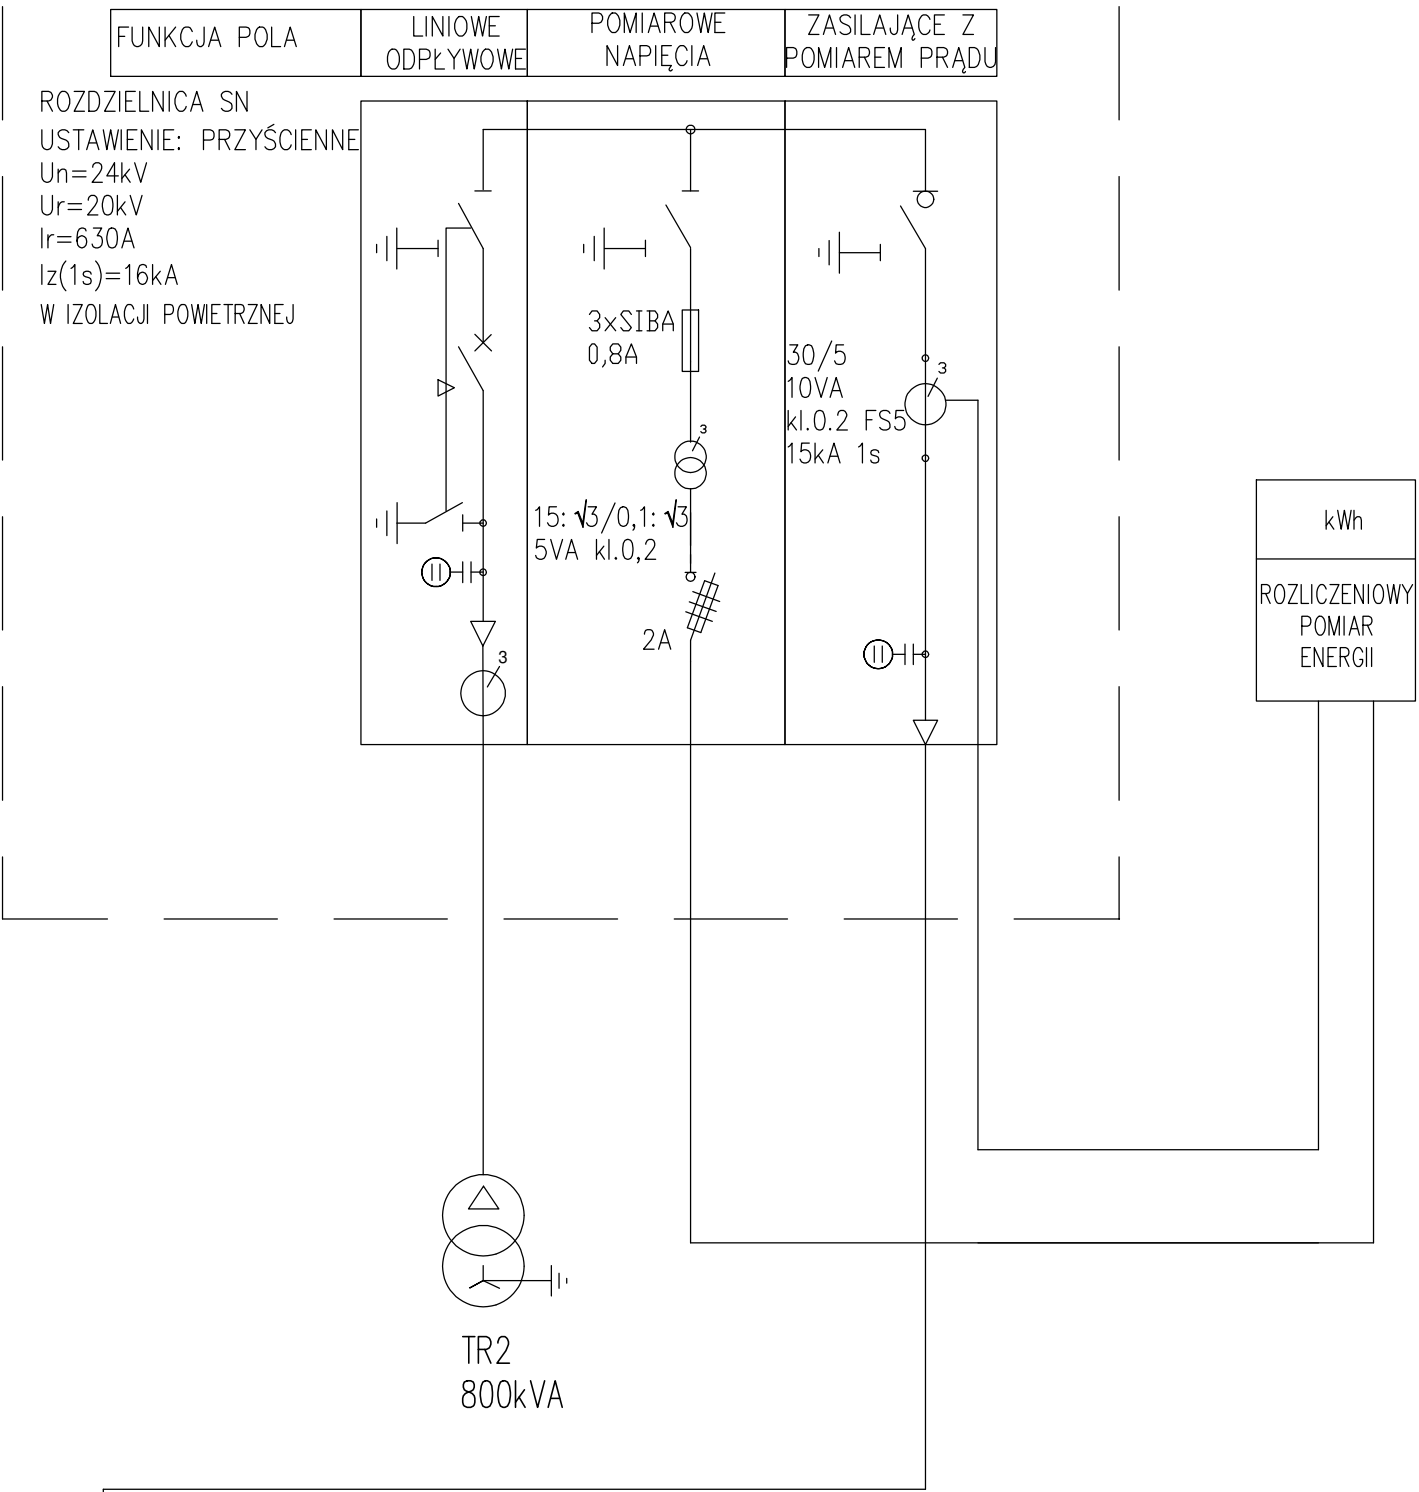 FUNKCJA POLA
LINIOWE
ODPŁYWOWE
POMIAROWE
NAPIĘCIA
ZASILAJĄCE Z
POMIAREM PRĄDU
ROZDZIELNICA SN
USTAWIENIE: PRZYŚCIENNE
Un=24kV
Ur=20kV
Ir=630A
Iz(1s)=16kA
W IZOLACJI POWIETRZNEJ
3xSIBA
0,8A
3
15: √3/0,1: √3
5VA kl.0,2
2A
30/5
10VA
kl.0.2 FS5
15kA 1s
3
3
kWh
ROZLICZENIOWY
POMIAR
ENERGII
TR2
800kVA